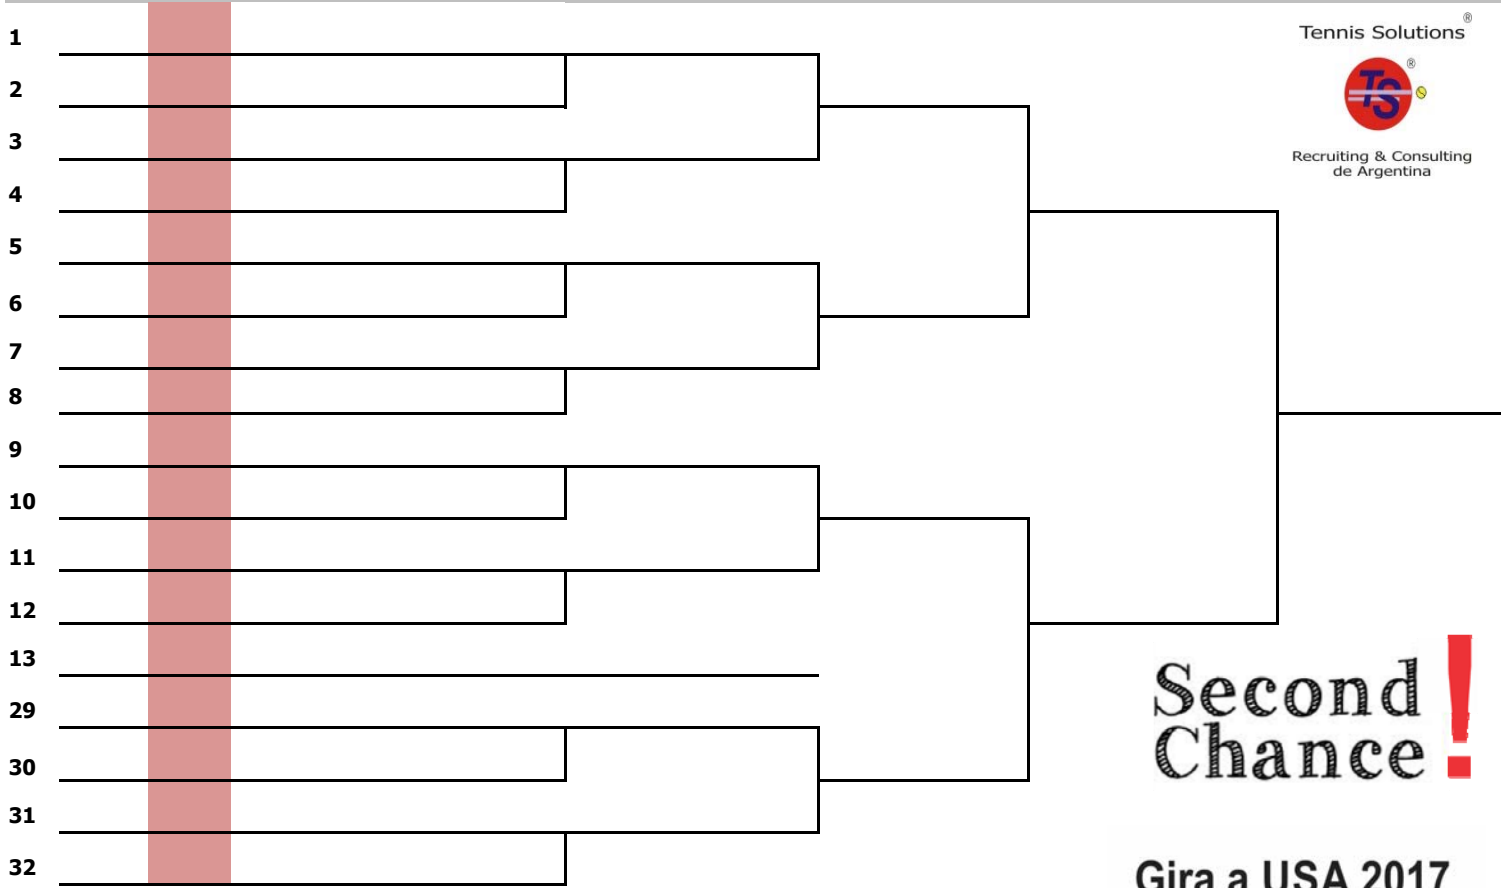 1
2
3
4
5
6
7
8
9
10
11
12
13
29
30
31
32
Tennis Solutions ®
TS ®
Recruiting & Consulting
de Argentina
Second
Chance!
Gira a USA 2017